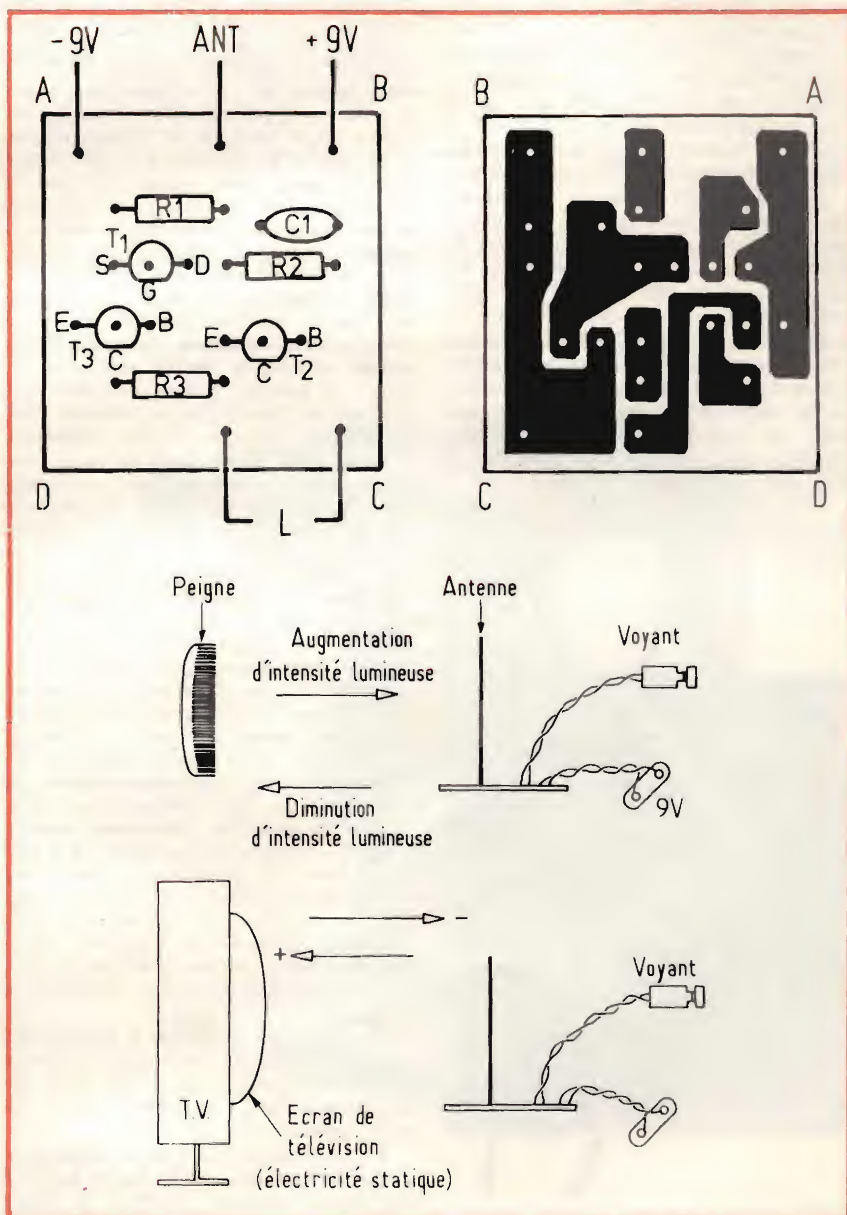 -9V ANT +9V
A B
R1
C1
T1
S D
G
R2
E B
T3 C
E B
C T2
R3
D C
L
B A
C D
Peigne
Augmentation
d'intensité lumineuse
Diminution
d'intensité lumineuse
Antenne
Voyant
9V
-
+
T.V.
Ecran de
télévision
(électricité statique)
Voyant